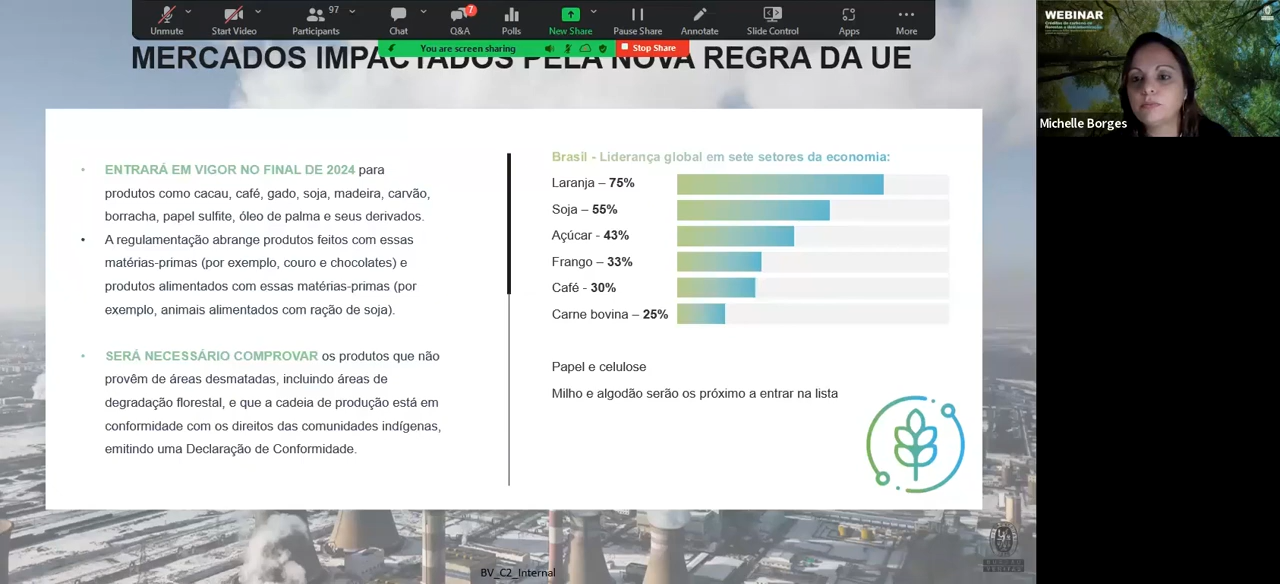 Unmute
Start Video
97
Participants
Chat
7
Q&A
Polls
New Share
Pause Share
Annotate
Slide Control
Apps
More
You are screen sharing
Stop Share
MERCADOS IMPACTADOS PELA NOVA REGRA DA UE
• ENTRARÁ EM VIGOR NO FINAL DE 2024 para
produtos como cacau, café, gado, soja, madeira, carvão,
borracha, papel sulfite, óleo de palma e seus derivados.
• A regulamentação abrange produtos feitos com essas
matérias-primas (por exemplo, couro e chocolates) e
produtos alimentados com essas matérias-primas (por
exemplo, animais alimentados com ração de soja).
• SERÁ NECESSÁRIO COMPROVAR os produtos que não
provêm de áreas desmatadas, incluindo áreas de
degradação florestal, e que a cadeia de produção está em
conformidade com os direitos das comunidades indígenas,
emitindo uma Declaração de Conformidade.
Brasil - Liderança global em sete setores da economia:
Laranja – 75%
Soja – 55%
Açúcar - 43%
Frango – 33%
Café - 30%
Carne bovina – 25%
Papel e celulose
Milho e algodão serão os próximo a entrar na lista
BV_C2_Internal
BUREAU
VERITAS
WEBINAR
Michelle Borges